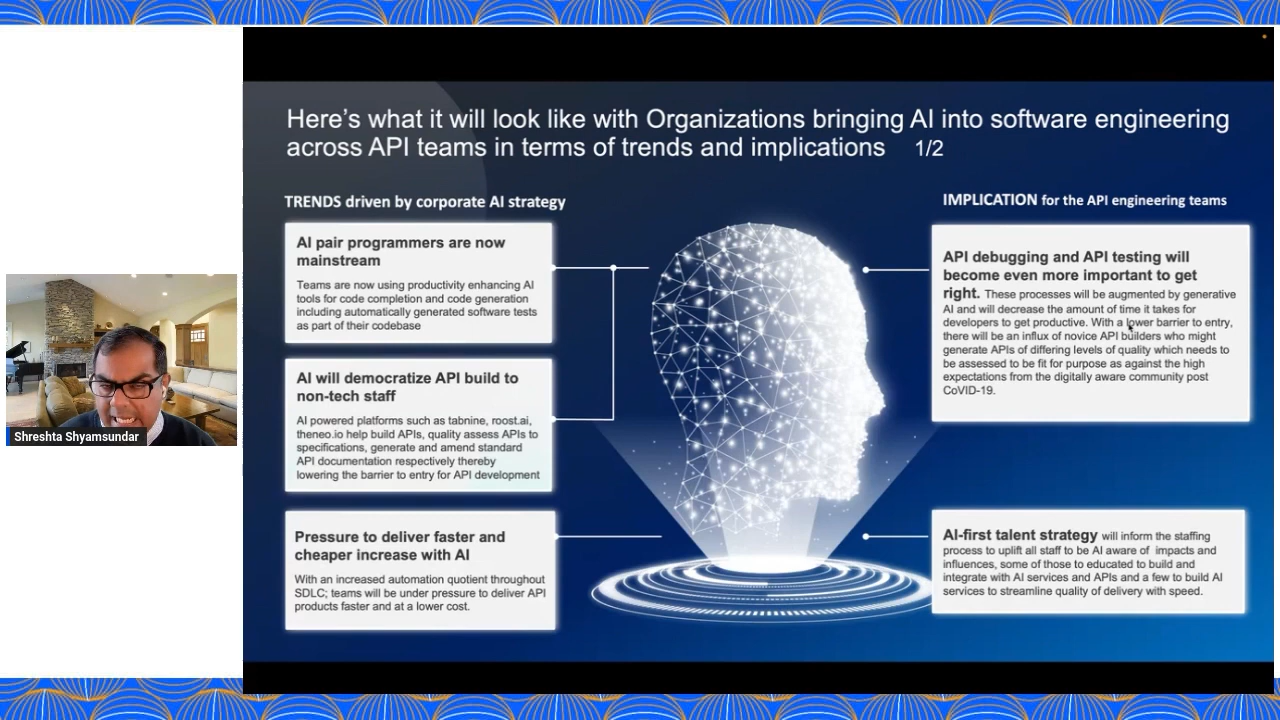 Here's what it will look like with Organizations bringing AI into software engineering
across API teams in terms of trends and implications 1/2
TRENDS driven by corporate AI strategy
AI pair programmers are now
mainstream
Teams are now using productivity enhancing AI
tools for code completion and code generation
including automatically generated software tests
as part of their codebase
AI will democratize API build to
non-tech staff
AI powered platforms such as tabnine, roost.ai,
theneo.io help build APIs, quality assess APIs to
specifications, generate and amend standard
API documentation respectively thereby
lowering the barrier to entry for API development
Pressure to deliver faster and
cheaper increase with AI
With an increased automation quotient throughout
SDLC; teams will be under pressure to deliver API
products faster and at a lower cost.
IMPLICATION for the API engineering teams
API debugging and API testing will
become even more important to get
right. These processes will be augmented by generative
AI and will decrease the amount of time it takes for
developers to get productive. With a lower barrier to entry,
there will be an influx of novice API builders who might
generate APIs of differing levels of quality which needs to
be assessed to be fit for purpose as against the high
expectations from the digitally aware community post
CoVID-19.
AI-first talent strategy will inform the staffing
process to uplift all staff to be AI aware of impacts and
influences, some of those to educated to build and
integrate with AI services and APIs and a few to build AI
services to streamline quality of delivery with speed.
Shreshta Shyamsundar